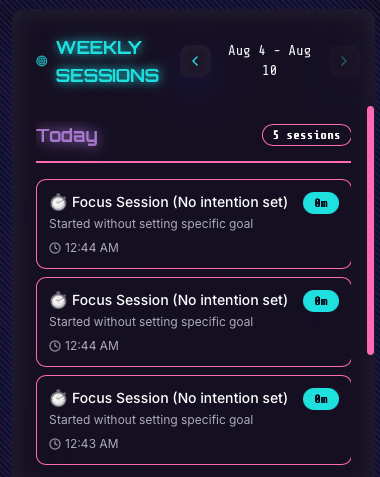 WEEKLY
SESSIONS
Aug 4 - Aug
10
Today
5 sessions
Focus Session (No intention set)
0m
Started without setting specific goal
12:44 AM
Focus Session (No intention set)
0m
Started without setting specific goal
12:44 AM
Focus Session (No intention set)
0m
Started without setting specific goal
12:43 AM